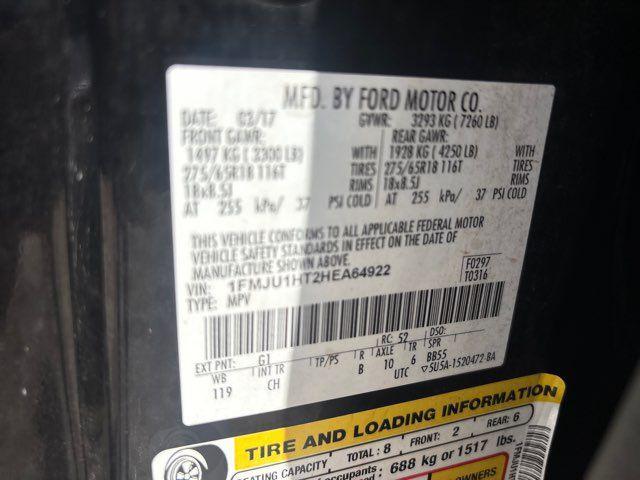 MFD. BY FORD MOTOR CO.
DATE: 03/17 GVWR: 3293 KG ( 7260 LB)
FRONT GAWR: REAR GAWR:
1497 KG ( 3300 LB) WITH 1928 KG ( 4250 LB) WITH
275/65R18 116T TIRES 275/65R18 116T TIRES
18x8.5J RIMS 18x8.5J RIMS
AT 255 kPa/ 37 PSI COLD AT 255 kPa/ 37 PSI COLD
THIS VEHICLE CONFORMS TO ALL APPLICABLE FEDERAL MOTOR
VEHICLE SAFETY STANDARDS IN EFFECT ON THE DATE OF
MANUFACTURE SHOWN ABOVE.
VIN: 1FMJU1HT2HEA64922 F0297
TYPE: MPV T0316
EXT PNT: G1 RC: 52 DSO:
WB INT TR TP/PS R AXLE TR SPR
119 CH B 10 6 BB55
UTC ▽5U5A-1520472-BA
TIRE AND LOADING INFORMATION
SEATING CAPACITY TOTAL: 8 FRONT: 2 REAR: 6
occupants: 688 kg or 1517 lbs.
OWNERS